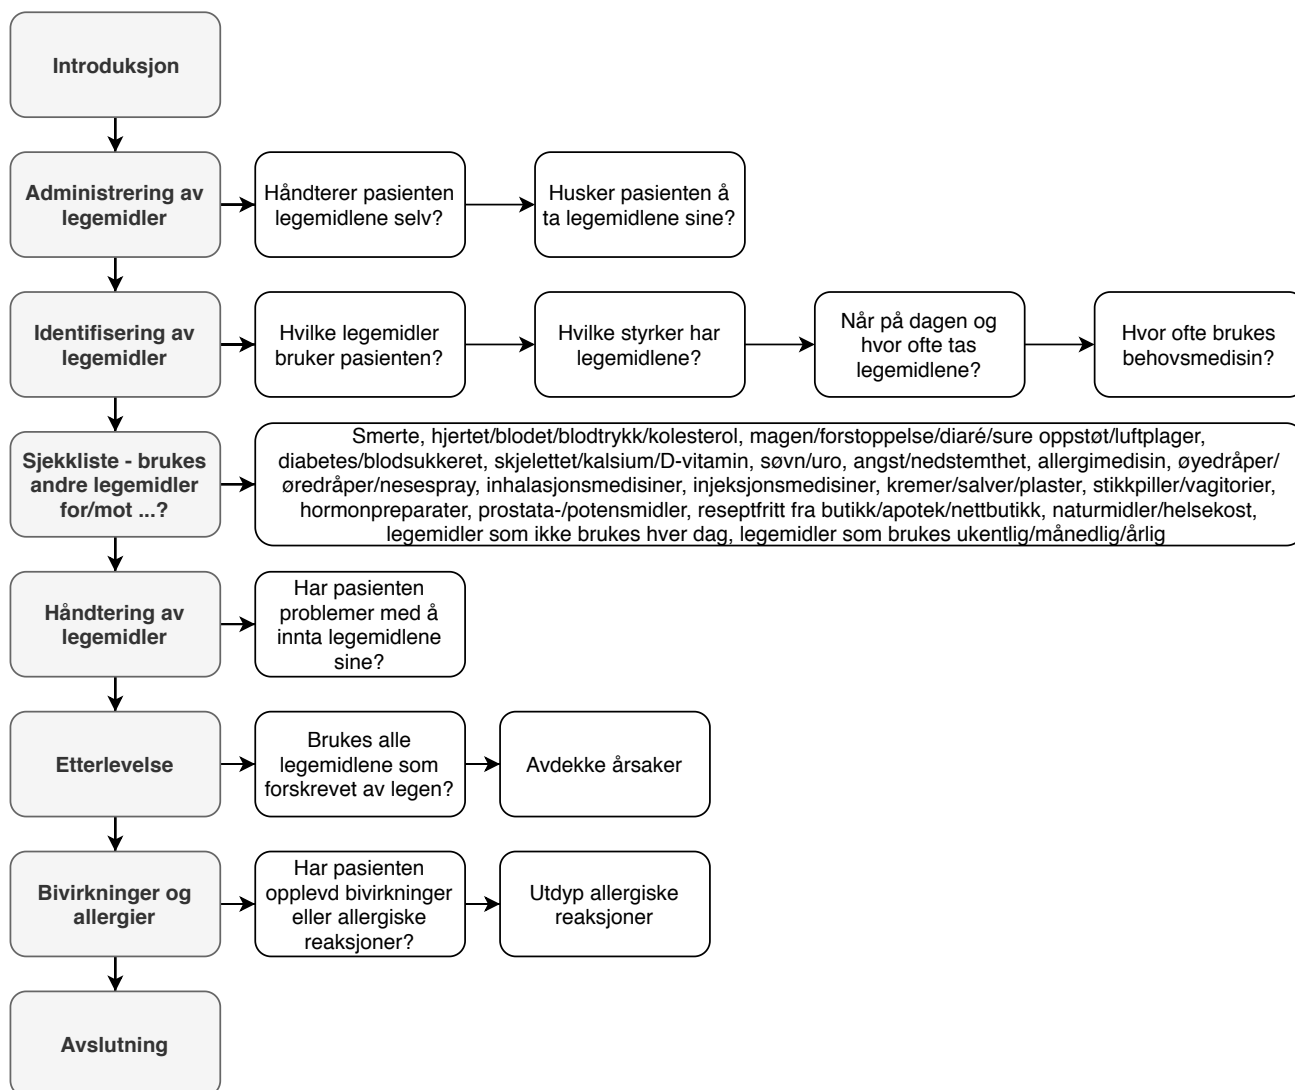 Introduksjon
Administrering av
legemidler
Håndterer pasienten
legemidlene selv?
Husker pasienten å
ta legemidlene sine?
Identifisering av
legemidler
Hvilke legemidler
bruker pasienten?
Hvilke styrker har
legemidlene?
Når på dagen og
hvor ofte tas
legemidlene?
Hvor ofte brukes
behovsmedisin?
Sjekkliste - brukes
andre legemidler
for/mot ...?
Smerte, hjertet/blodet/blodtrykk/kolesterol, magen/forstoppelse/diaré/sure oppstøt/luftplager,
diabetes/blodsukkeret, skjelettet/kalsium/D-vitamin, søvn/uro, angst/nedstemthet, allergimedisin, øyedråper/
øredråper/nesespray, inhalasjonsmedisiner, injeksjonsmedisiner, kremer/salver/plaster, stikkpiller/vagitorier,
hormonpreparater, prostata-/potensmidler, reseptfritt fra butikk/apotek/nettbutikk, naturmidler/helsekost,
legemidler som ikke brukes hver dag, legemidler som brukes ukentlig/månedlig/årlig
Håndtering av
legemidler
Har pasienten
problemer med å
innta legemidlene
sine?
Etterlevelse
Brukes alle
legemidlene som
forskrevet av legen?
Avdekke årsaker
Bivirkninger og
allergier
Har pasienten
opplevd bivirkninger
eller allergiske
reaksjoner?
Utdyp allergiske
reaksjoner
Avslutning